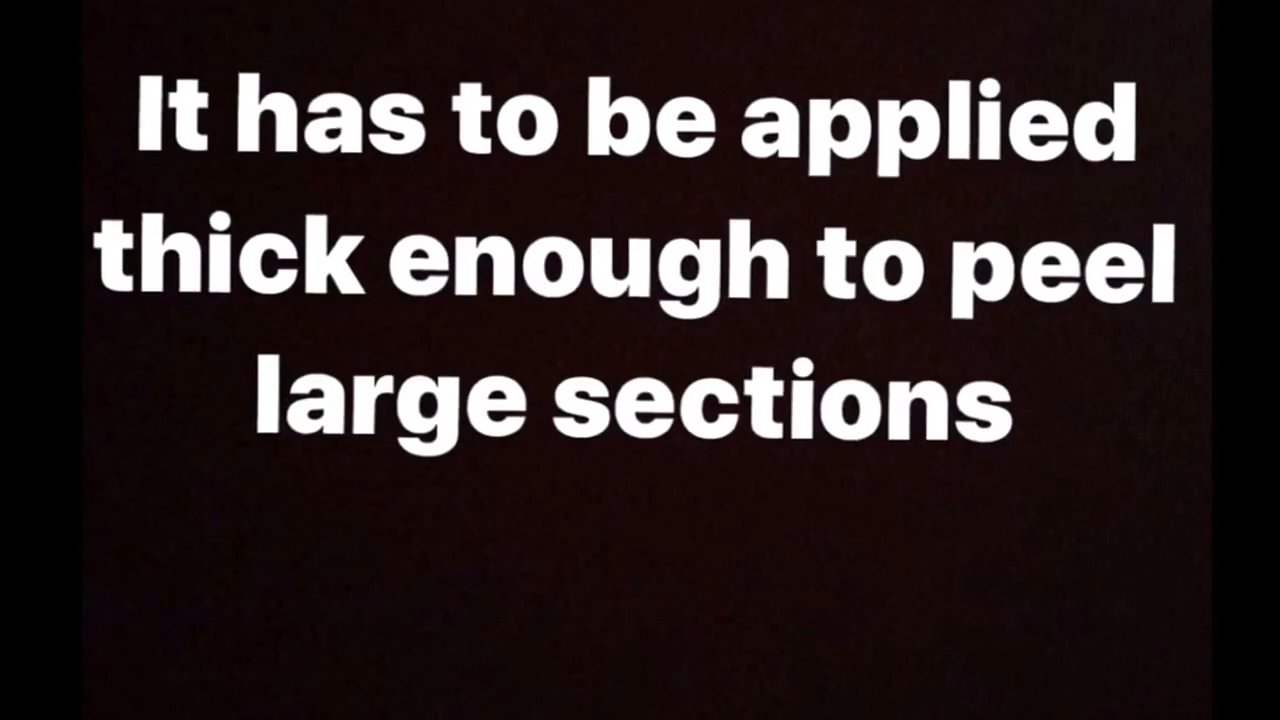 It has to be applied
thick enough to peel
large sections